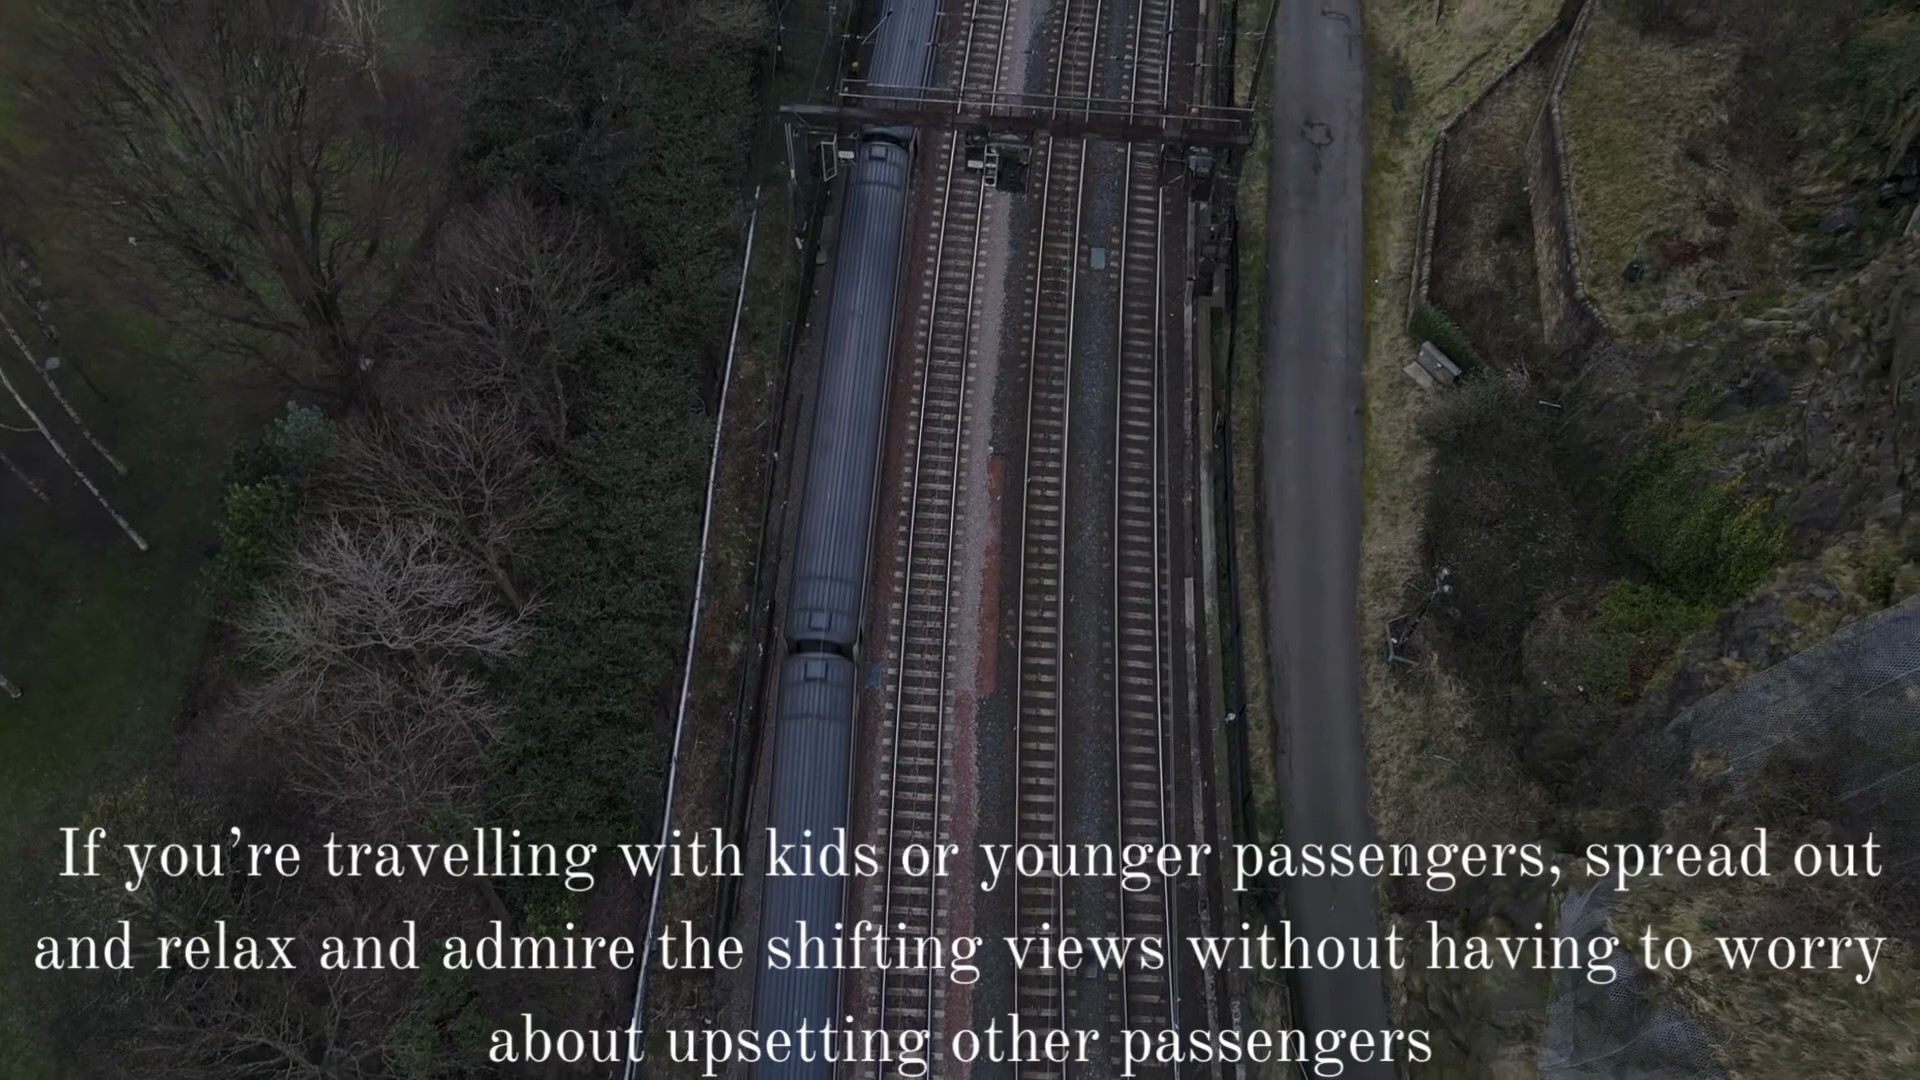 If you’re travelling with kids or younger passengers, spread out
and relax and admire the shifting views without having to worry
about upsetting other passengers